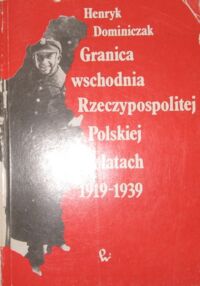 Henryk
Dominiczak
Granica
wschodnia
Rzeczypospolitej
Polskiej
latach
1919-1939